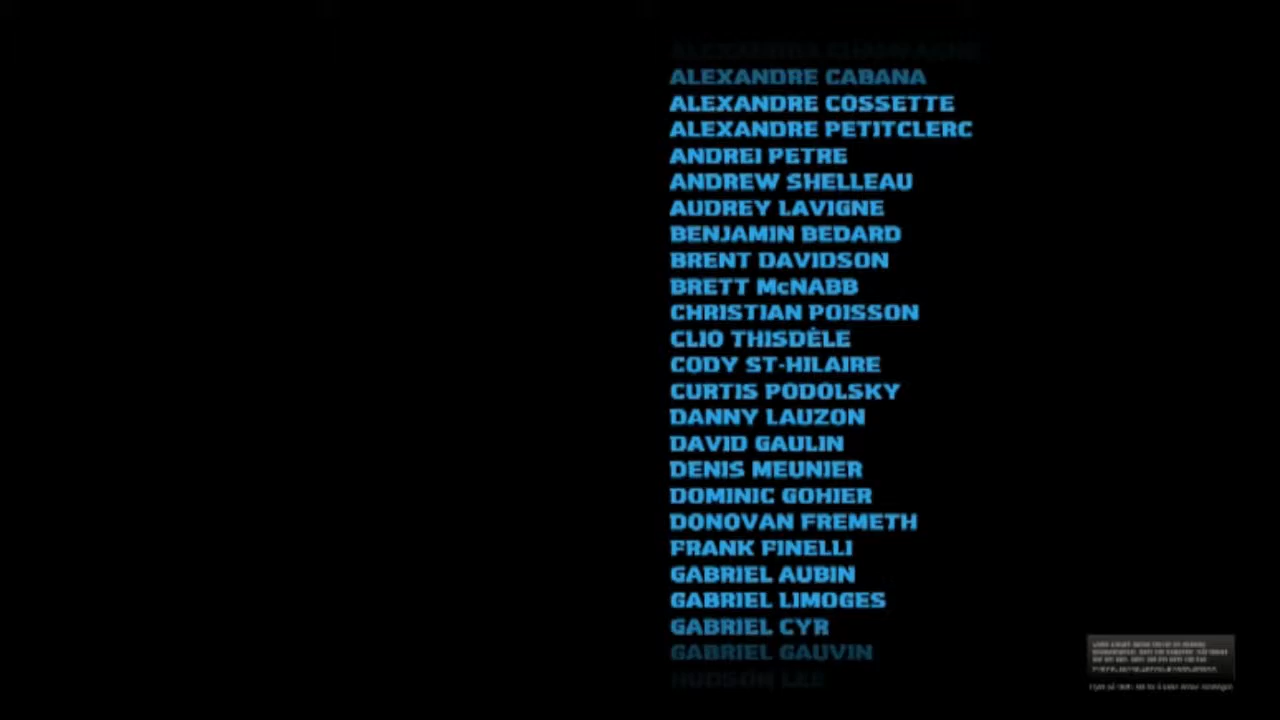 ALEXANDRE CABANA
ALEXANDRE COSSETTE
ALEXANDRE PETITCLERC
ANDREI PETRE
ANDREW SHELLEAU
AUDREY LAVIGNE
BENJAMIN BEDARD
BRENT DAVIDSON
BRETT McNABB
CHRISTIAN POISSON
CLIO THISDÈLE
CODY ST-HILAIRE
CURTIS PODOLSKY
DANNY LAUZON
DAVID GAULIN
DENIS MEUNIER
DOMINIC GOHIER
DONOVAN FREMETH
FRANK FINELLI
GABRIEL AUBIN
GABRIEL LIMOGES
GABRIEL CYR
GABRIEL GAUVIN
HUDSON LEE